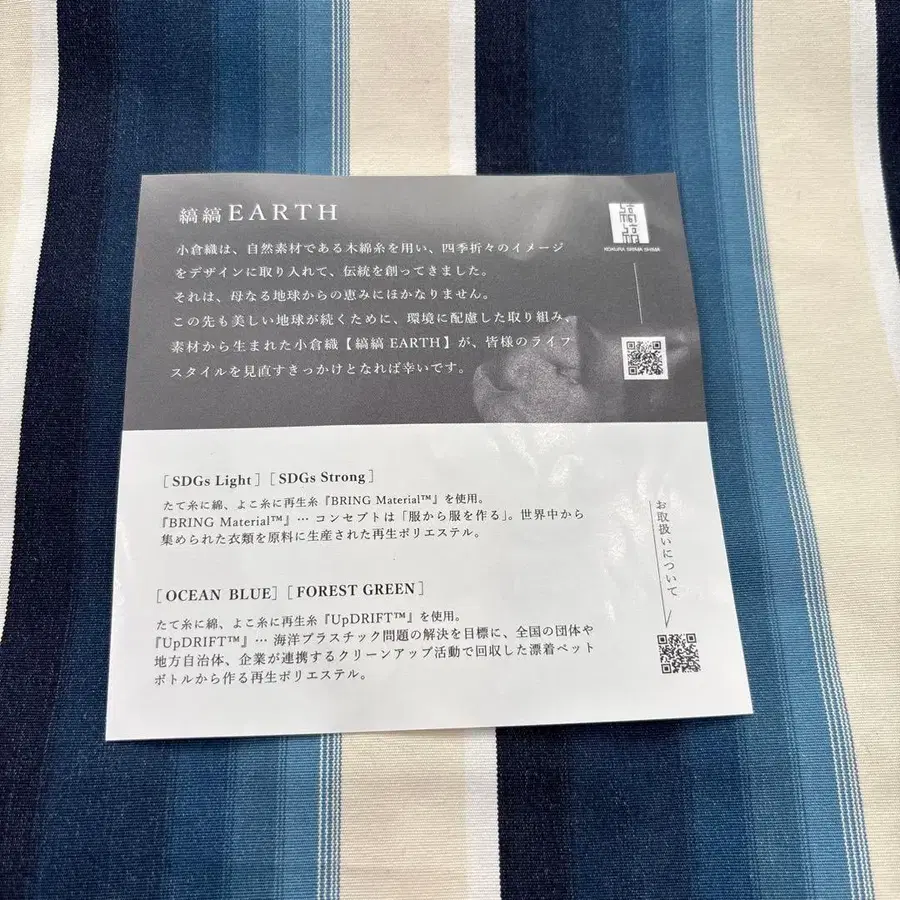 縞縞 EARTH
小倉織は、自然素材である木綿糸を用い、四季折々のイメージ
をデザインに取り入れて、伝統を創ってきました。
それは、母なる地球からの恵みにほかなりません。
この先も美しい地球が続くために、環境に配慮した取り組み、
素材から生まれた小倉織【縞縞 EARTH】が、皆様のライフ
スタイルを見直すきっかけとなれば幸いです。
縞縞
KOKURA SHIMA SHIMA
[SDGs Light] [SDGs Strong]
たて糸に綿、よこ糸に再生糸『BRING Material™』を使用。
『BRING Material™』… コンセプトは「服から服を作る」。世界中から
集められた衣類を原料に生産された再生ポリエステル。
[OCEAN BLUE] [FOREST GREEN]
たて糸に綿、よこ糸に再生糸『UpDRIFT™』を使用。
『UpDRIFT™』… 海洋プラスチック問題の解決を目標に、全国の団体や
地方自治体、企業が連携するクリーンアップ活動で回収した漂着ペット
ボトルから作る再生ポリエステル。
お取扱いについて